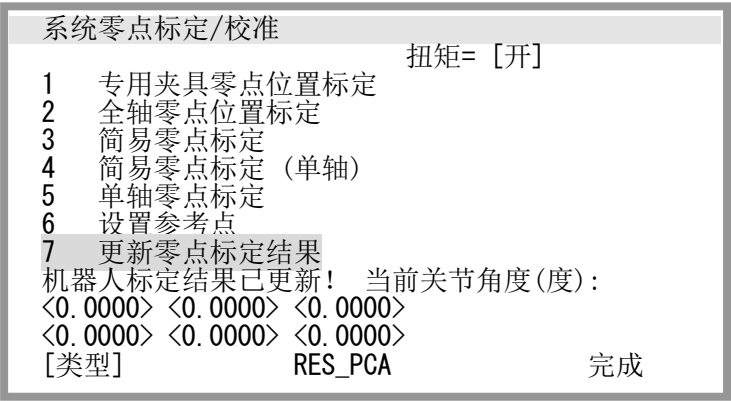 系统零点标定/校准
扭矩= [开]
1 专用夹具零点位置标定
2 全轴零点位置标定
3 简易零点标定
4 简易零点标定 (单轴)
5 单轴零点标定
6 设置参考点
7 更新零点标定结果
机器人标定结果已更新! 当前关节角度(度):
<0.0000> <0.0000> <0.0000>
<0.0000> <0.0000> <0.0000>
[类型] RES_PCA 完成